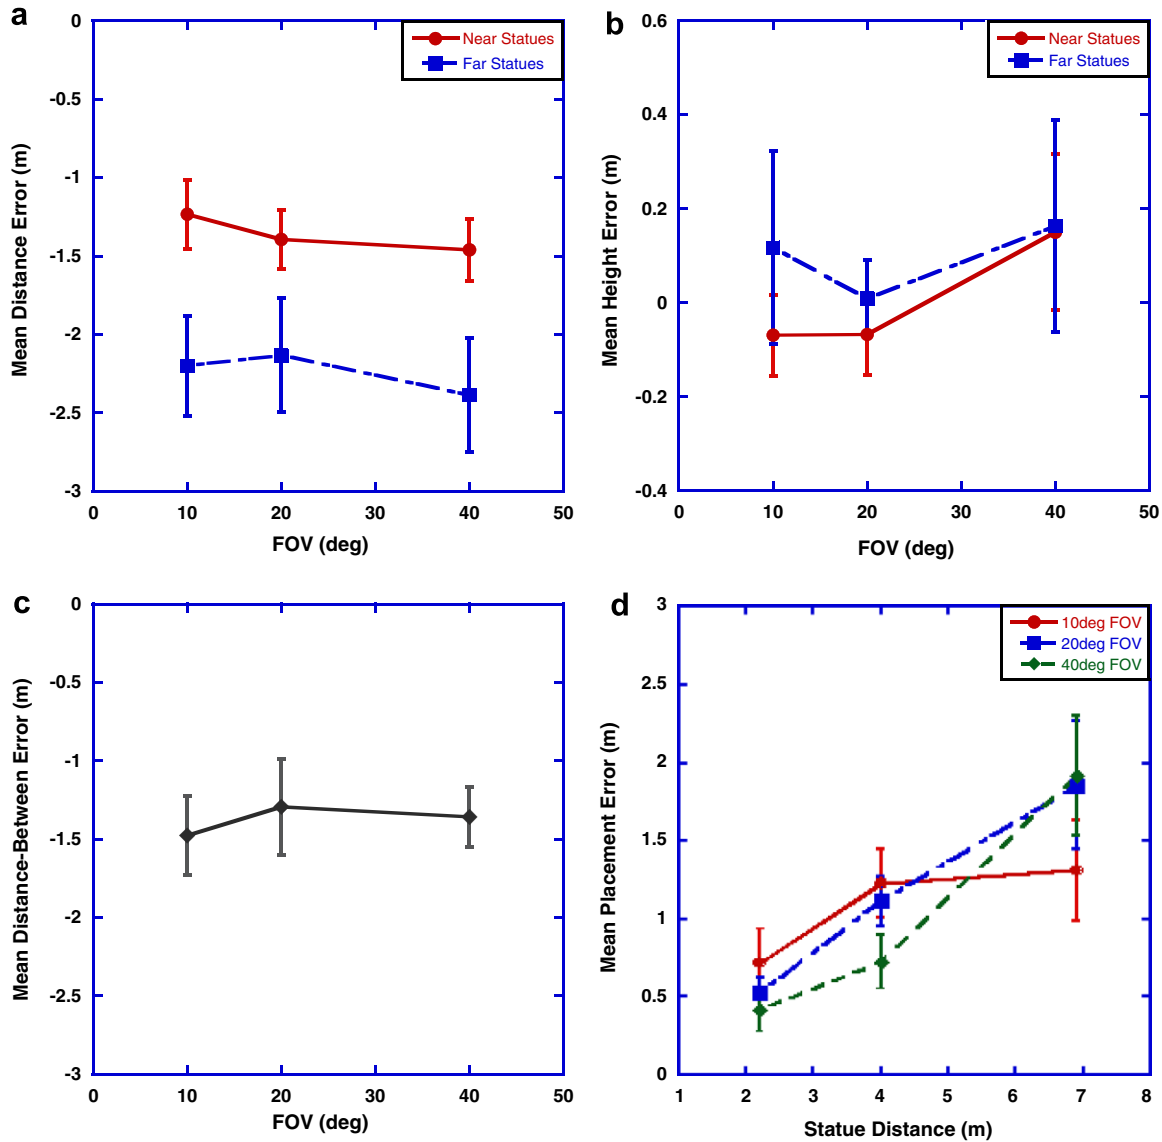 a
Near Statues
Far Statues
0
-0.5
-1
-1.5
-2
-2.5
-3
Mean Distance Error (m)
0 10 20 30 40 50
FOV (deg)
b
Near Statues
Far Statues
0.6
0.4
0.2
0
-0.2
-0.4
Mean Height Error (m)
0 10 20 30 40 50
FOV (deg)
c
0
-0.5
-1
-1.5
-2
-2.5
-3
Mean Distance-Between Error (m)
0 10 20 30 40 50
FOV (deg)
d
10deg FOV
20deg FOV
40deg FOV
3
2.5
2
1.5
1
0.5
0
Mean Placement Error (m)
1 2 3 4 5 6 7 8
Statue Distance (m)